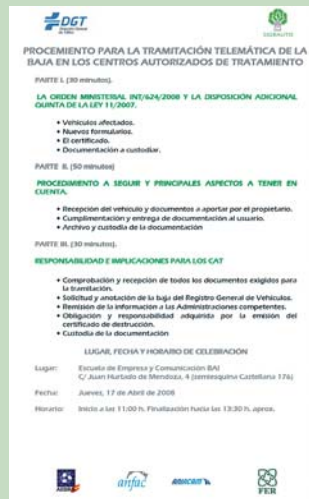 DGT
SIGRAUTO
PROCEMIENTO PARA LA TRAMITACIÓN TELEMÁTICA DE LA
BAJA EN LOS CENTROS AUTORIZADOS DE TRATAMIENTO
PARTE I. (30 minutos).
LA ORDEN MINISTERIAL INT/624/2008 Y LA DISPOSICIÓN ADICIONAL
QUINTA DE LA LEY 11/2007.
• Vehículos afectados.
• Nuevos formularios.
• El certificado.
• Documentación a custodiar.
PARTE II. (50 minutos)
PROCEDIMIENTO A SEGUIR Y PRINCIPALES ASPECTOS A TENER EN
CUENTA.
• Recepción del vehículo y documentos a aportar por el propietario.
• Cumplimentación y entrega de documentación al usuario.
• Archivo y custodia de la documentación
PARTE III. (30 minutos).
RESPONSABILIDAD E IMPLICACIONES PARA LOS CAT
• Comprobación y recepción de todos los documentos exigidos para
la tramitación.
• Solicitud y anotación de la baja del Registro General de Vehículos.
• Remisión de la información a las Administraciones competentes.
• Obligación y responsabilidad adquirida por la emisión del
certificado de destrucción.
• Custodia de la documentación
LUGAR, FECHA Y HORARIO DE CELEBRACIÓN
Lugar: Escuela de Empresa y Comunicación BAI
C/ Juan Hurtado de Mendoza, 4 (semiesquina Castellana 176)
Fecha: Jueves, 17 de Abril de 2008
Horario: Inicio a las 11:00 h. Finalización hacia las 13:30 h. aprox.
anfac
FER